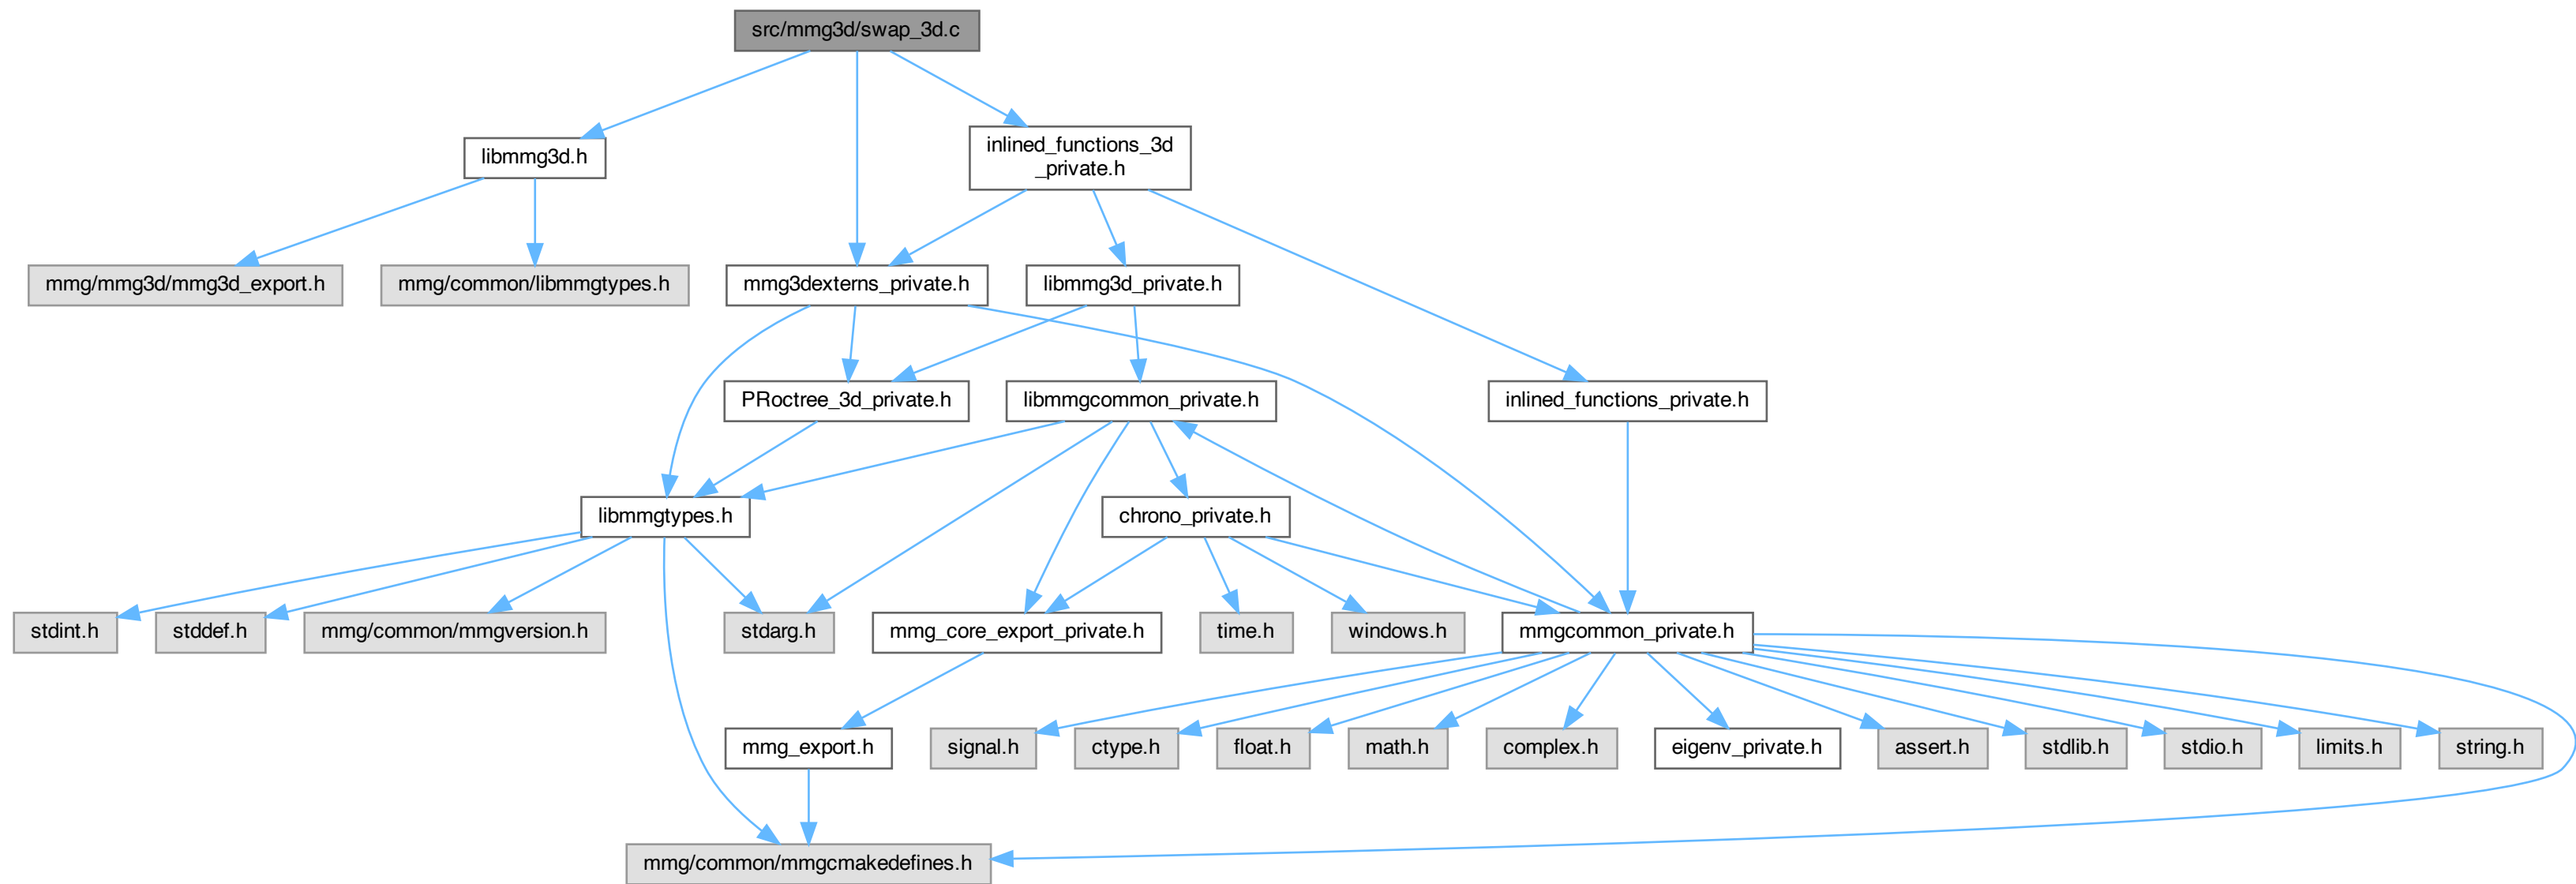 src/mmg3d/swap_3d.c
libmmg3d.h
inlined_functions_3d
_private.h
mmg/mmg3d/mmg3d_export.h
mmg/common/libmmgtypes.h
mmg3dexterns_private.h
libmmg3d_private.h
PRoctree_3d_private.h
libmmgcommon_private.h
inlined_functions_private.h
libmmgtypes.h
chrono_private.h
stdint.h
stddef.h
mmg/common/mmgversion.h
stdarg.h
mmg_core_export_private.h
time.h
windows.h
mmgcommon_private.h
mmg_export.h
signal.h
ctype.h
float.h
math.h
complex.h
eigenv_private.h
assert.h
stdlib.h
stdio.h
limits.h
string.h
mmg/common/mmgcmakedefines.h